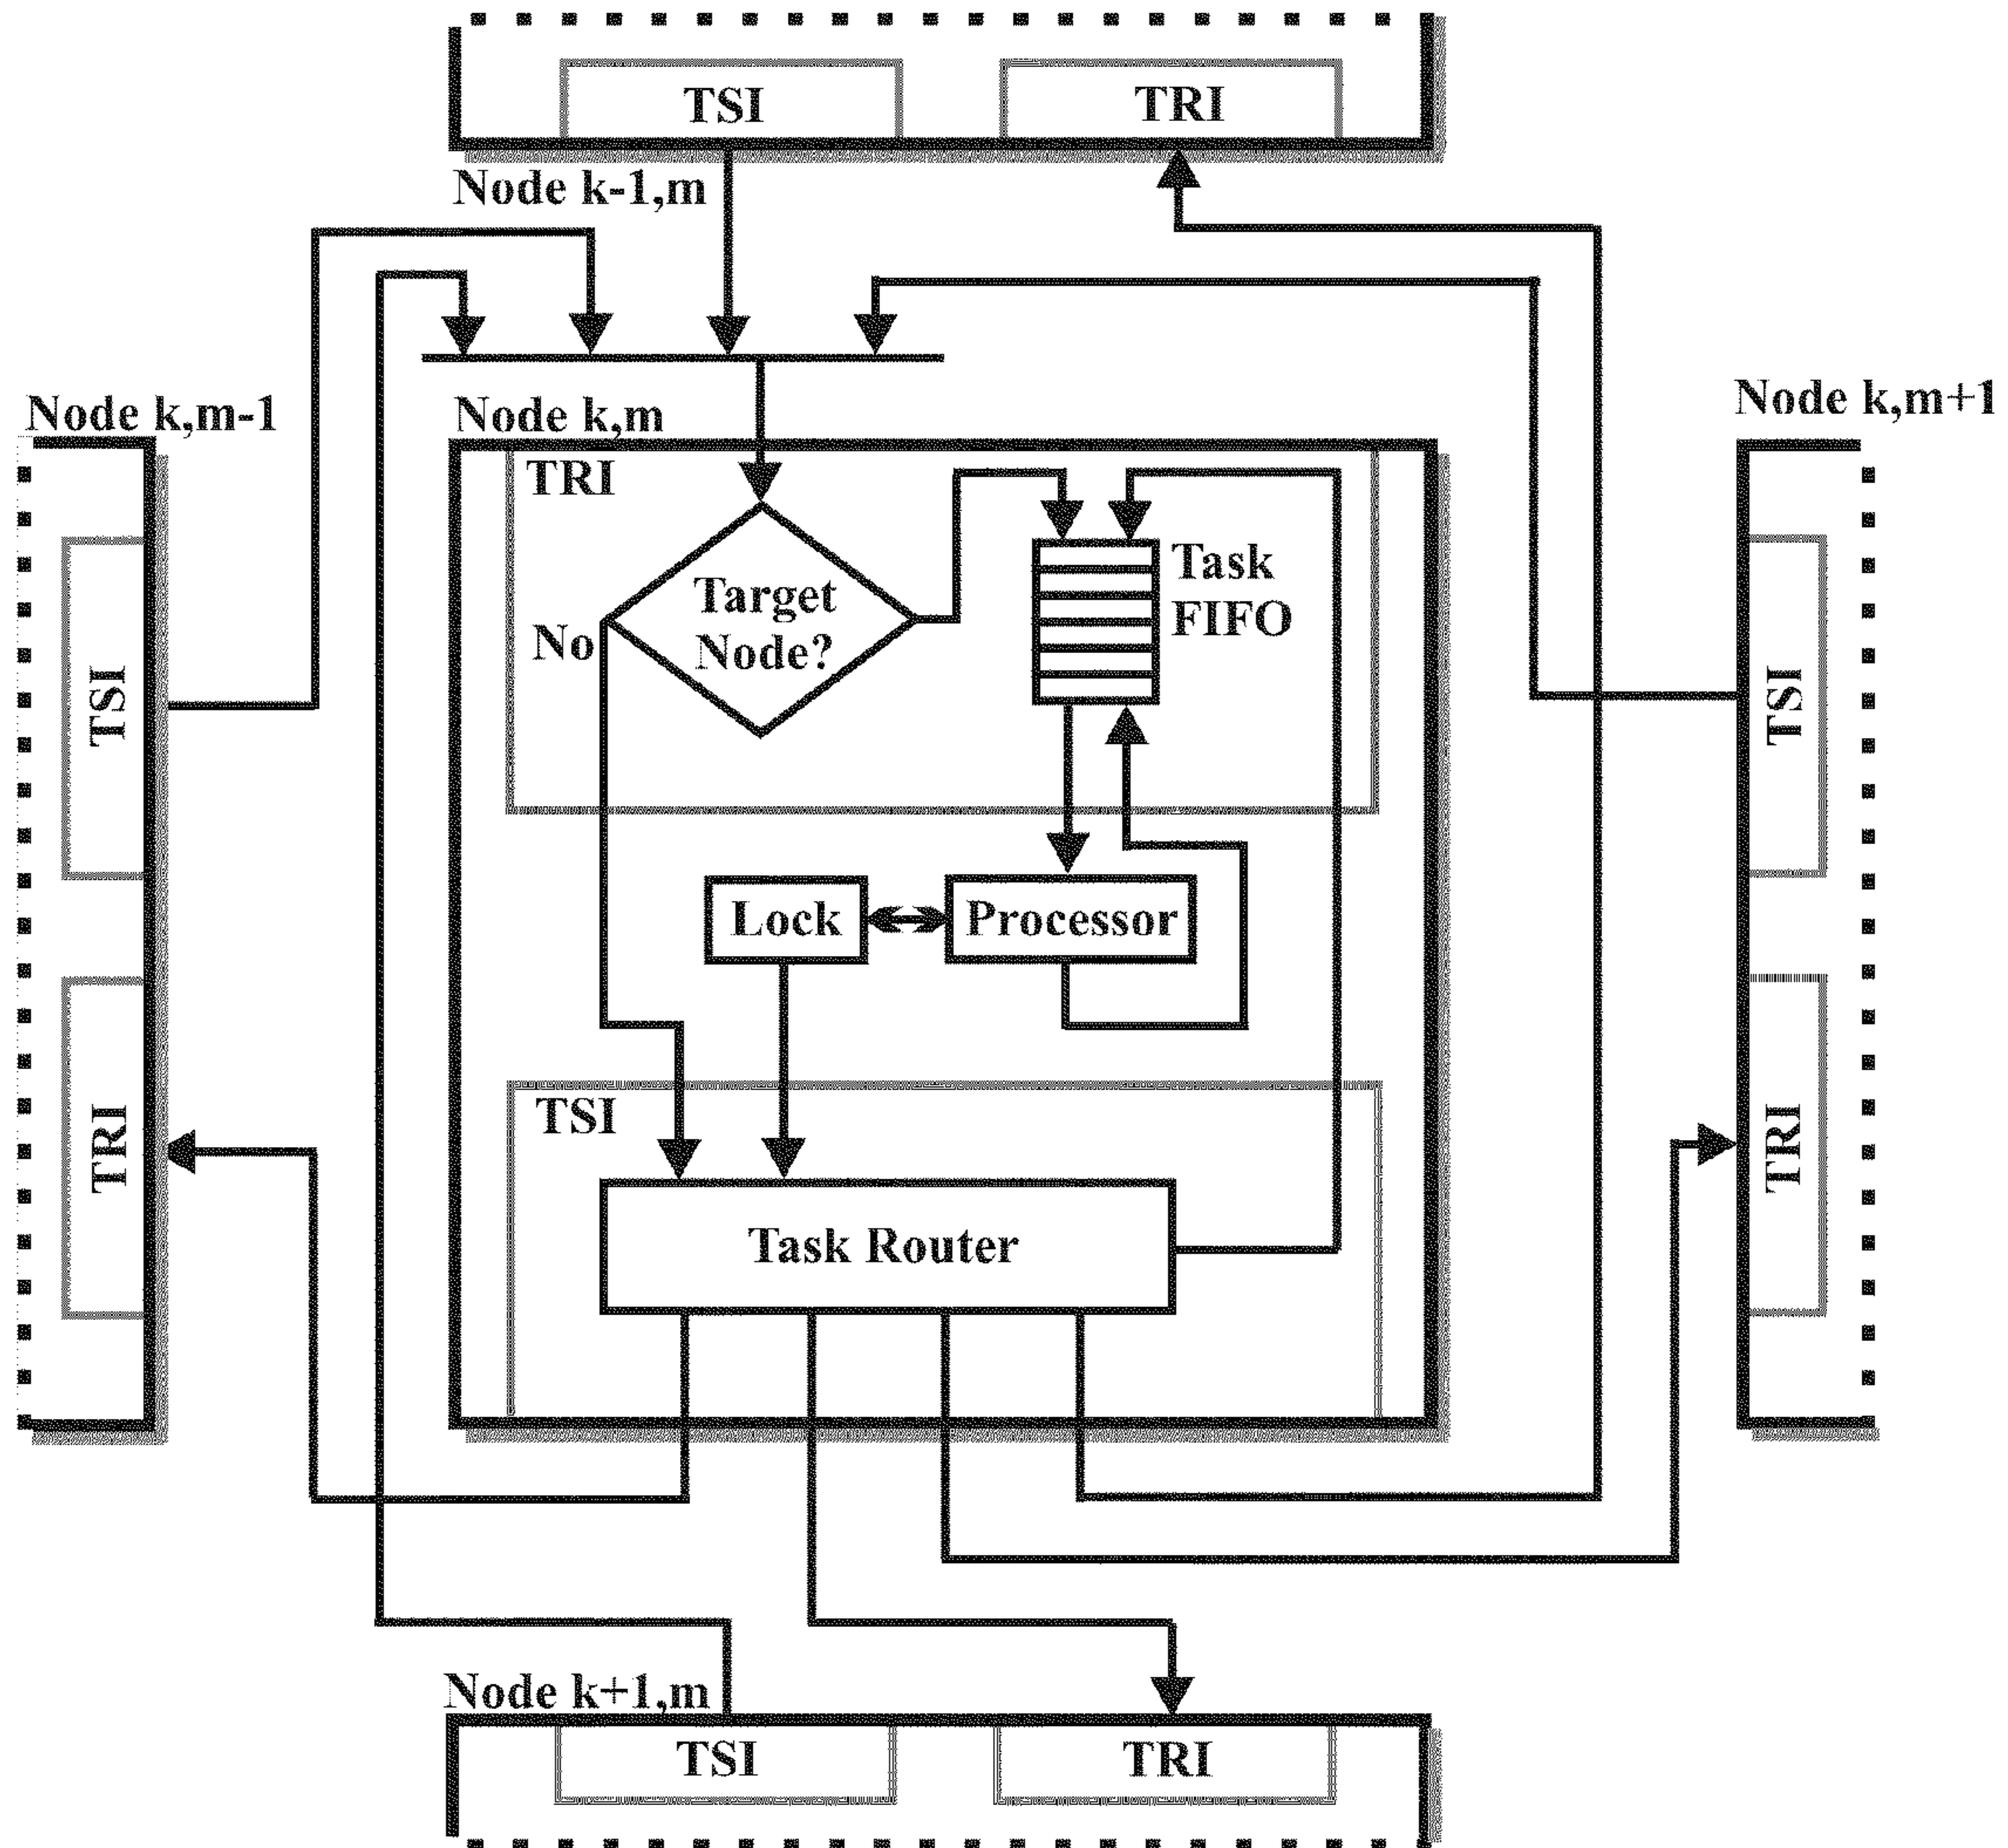 TSI
TRI
Node k-1,m
Node k,m-1
Node k,m
Node k,m+1
TRI
Target
Node?
No
Task
FIFO
TSI
TSI
Lock
Processor
TSI
TRI
TRI
Task Router
Node k+1,m
TSI
TRI